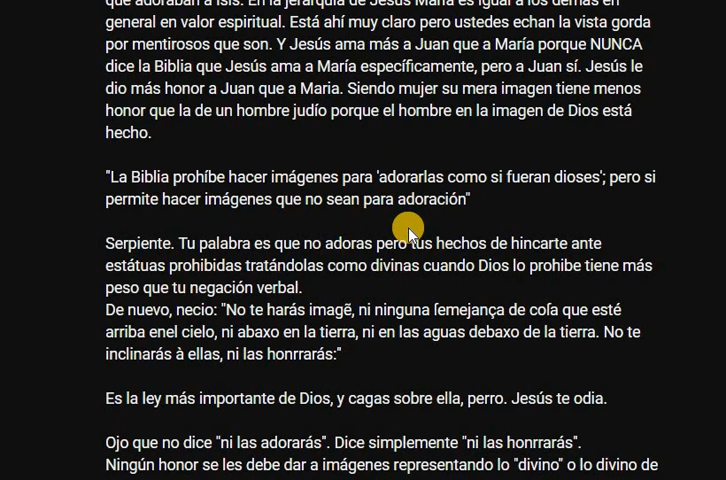 que adoraban a Isis. En la jerarquía de Jesús María es igual a los demás en
general en valor espiritual. Está ahí muy claro pero ustedes echan la vista gorda
por mentirosos que son. Y Jesús ama más a Juan que a María porque NUNCA
dice la Biblia que Jesús ama a María específicamente, pero a Juan sí. Jesús le
dio más honor a Juan que a Maria. Siendo mujer su mera imagen tiene menos
honor que la de un hombre judío porque el hombre en la imagen de Dios está
hecho.
"La Biblia prohíbe hacer imágenes para 'adorarlas como si fueran dioses'; pero si
permite hacer imágenes que no sean para adoración"
Serpiente. Tu palabra es que no adoras pero tus hechos de hincarte ante
estátuas prohibidas tratándolas como divinas cuando Dios lo prohibe tiene más
peso que tu negación verbal.
De nuevo, necio: "No te harás imagẽ, ni ninguna ſemejança de coſa que esté
arriba enel cielo, ni abaxo en la tierra, ni en las aguas debaxo de la tierra. No te
inclinarás à ellas, ni las honrrarás:"
Es la ley más importante de Dios, y cagas sobre ella, perro. Jesús te odia.
Ojo que no dice "ni las adorarás". Dice simplemente "ni las honrrarás".
Ningún honor se les debe dar a imágenes representando lo "divino" o lo divino de